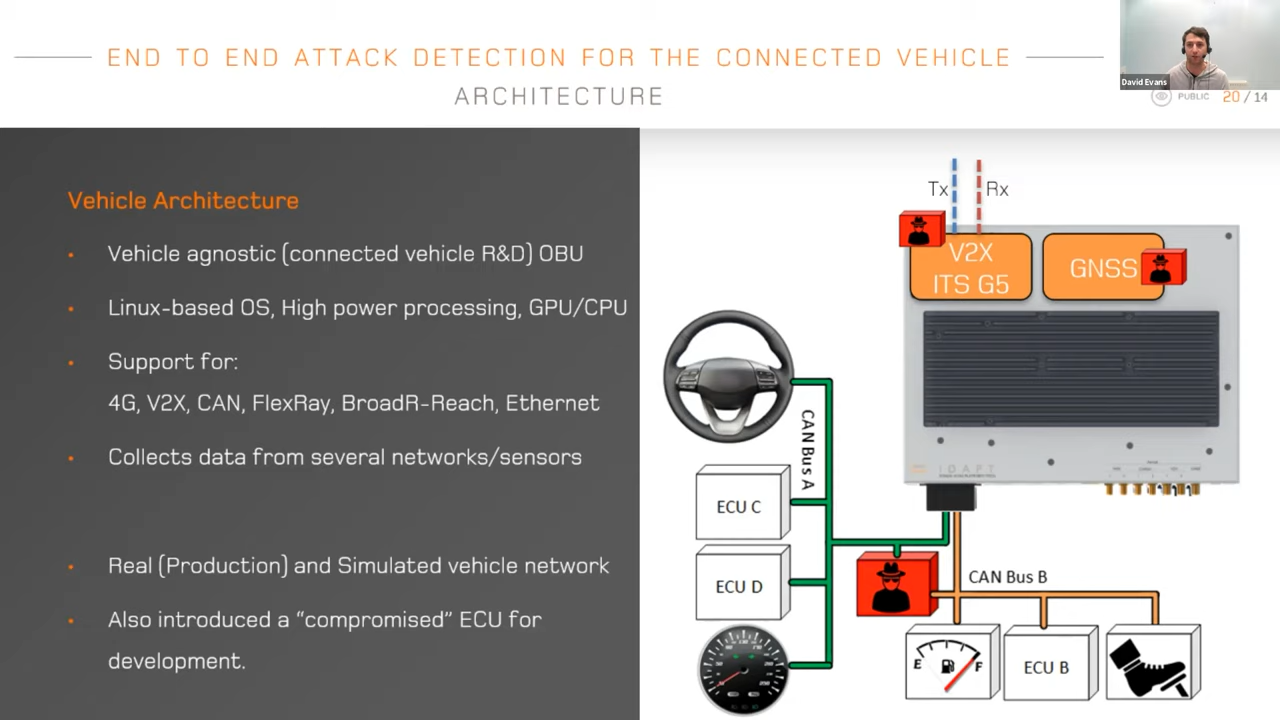 END TO END ATTACK DETECTION FOR THE CONNECTED VEHICLE
ARCHITECTURE
David Evans
PUBLIC 20 / 14
Vehicle Architecture
• Vehicle agnostic (connected vehicle R&D) OBU
• Linux-based OS, High power processing, GPU/CPU
• Support for:
4G, V2X, CAN, FlexRay, BroadR-Reach, Ethernet
• Collects data from several networks/sensors
• Real (Production) and Simulated vehicle network
• Also introduced a “compromised” ECU for
development.
Tx Rx
V2X
ITS G5
GNSS
IDAPT
CAN Bus A
ECU C
ECU D
CAN Bus B
E F
ECU B